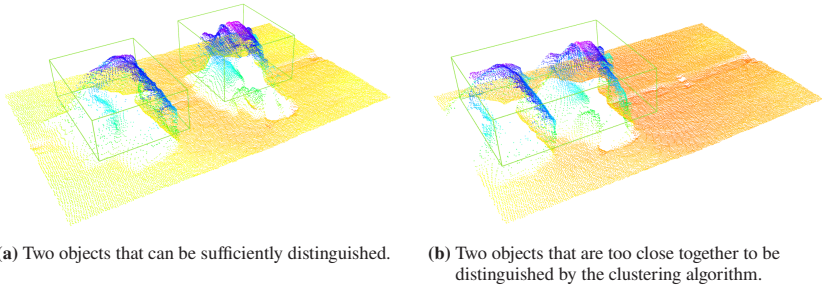 (a) Two objects that can be sufficiently distinguished.
(b) Two objects that are too close together to be
distinguished by the clustering algorithm.